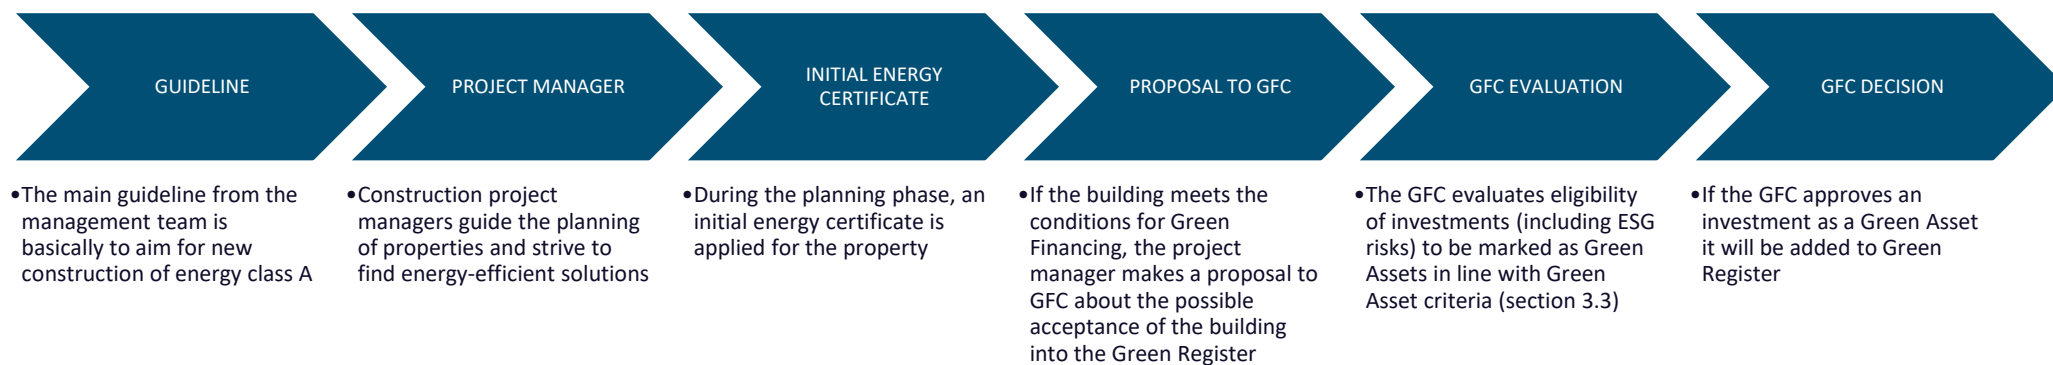 GUIDELINE
PROJECT MANAGER
INITIAL ENERGY
CERTIFICATE
PROPOSAL TO GFC
GFC EVALUATION
GFC DECISION
•The main guideline from the
management team is
basically to aim for new
construction of energy class A
•Construction project
managers guide the planning
of properties and strive to
find energy-efficient solutions
•During the planning phase, an
initial energy certificate is
applied for the property
•If the building meets the
conditions for Green
Financing, the project
manager makes a proposal to
GFC about the possible
acceptance of the building
into the Green Register
•The GFC evaluates eligibility
of investments (including ESG
risks) to be marked as Green
Assets in line with Green
Asset criteria (section 3.3)
•If the GFC approves an
investment as a Green Asset
it will be added to Green
Register